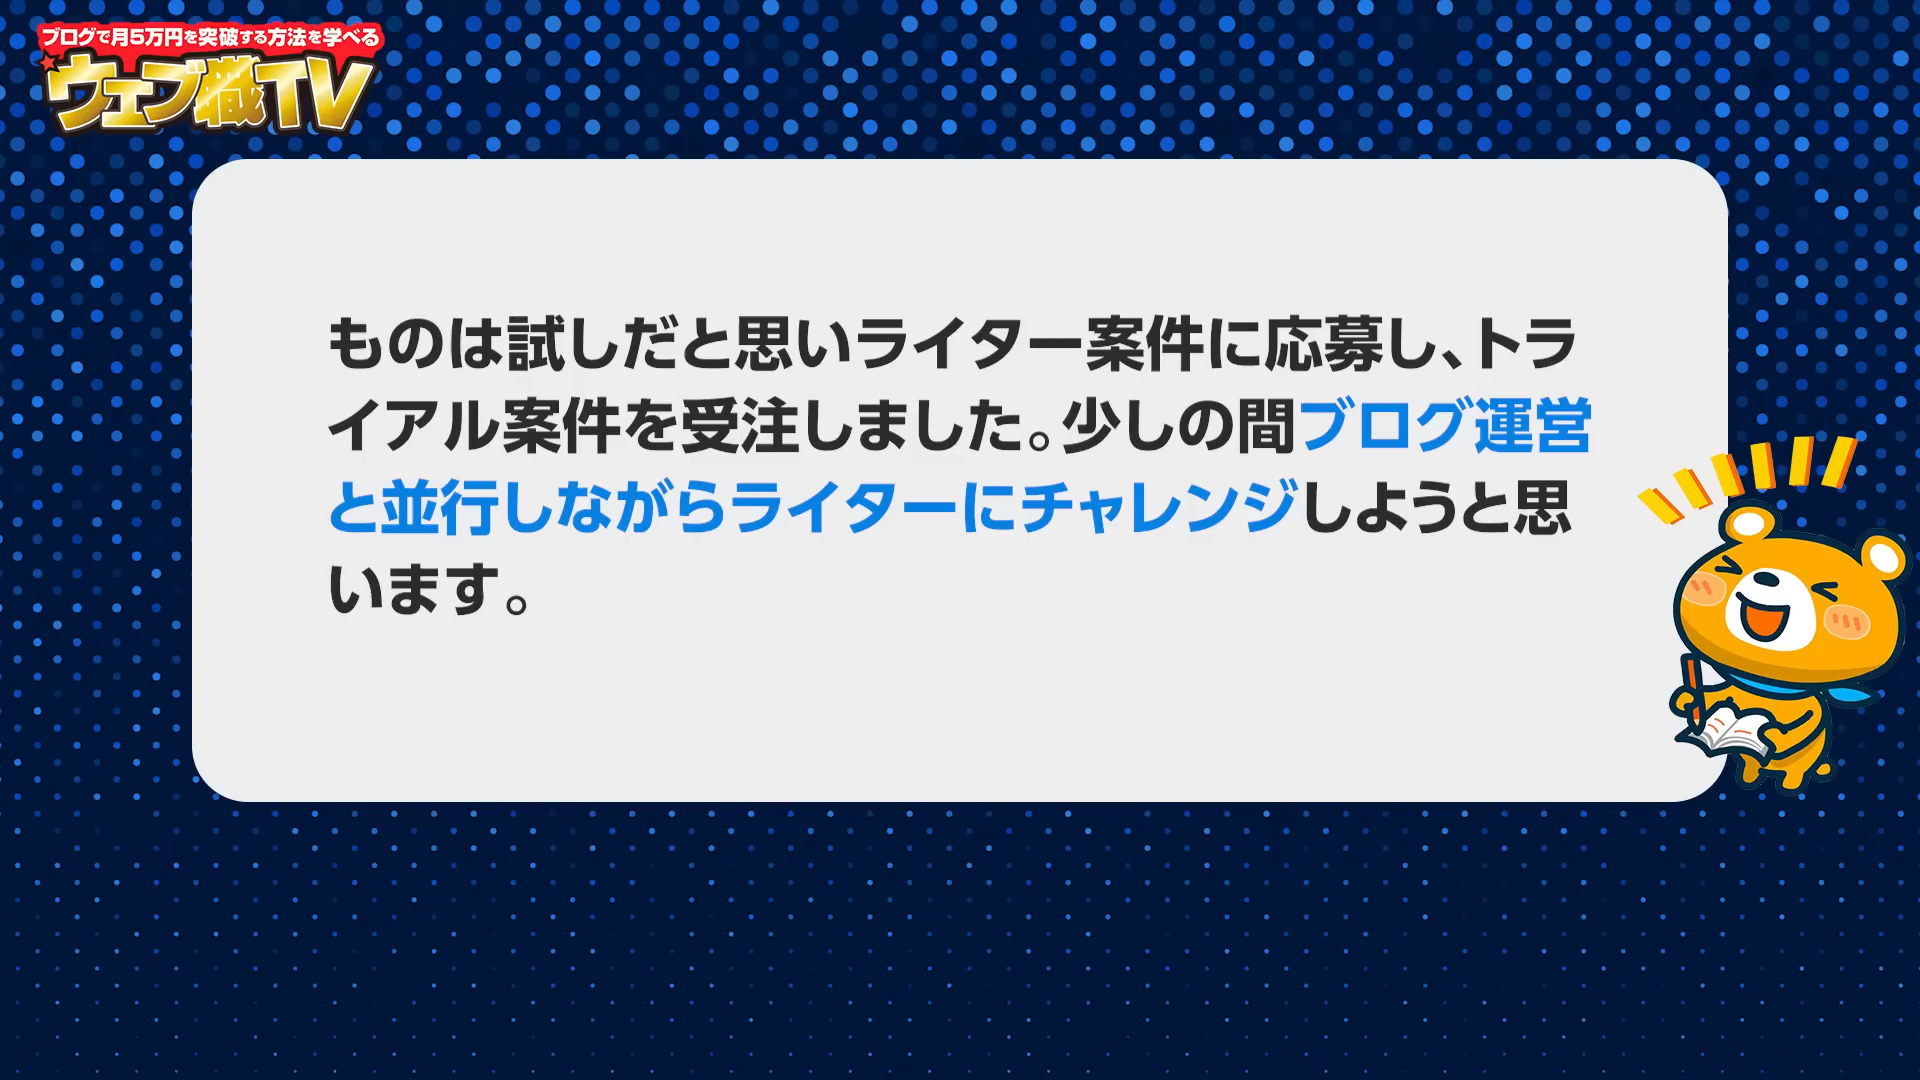 ブログで月5万円を突破する方法を学べる
ウェブ職TV
ものは試しだと思いライター案件に応募し、トラ
イアル案件を受注しました。少しの間ブログ運営
と並行しながらライターにチャレンジしようと思
います。